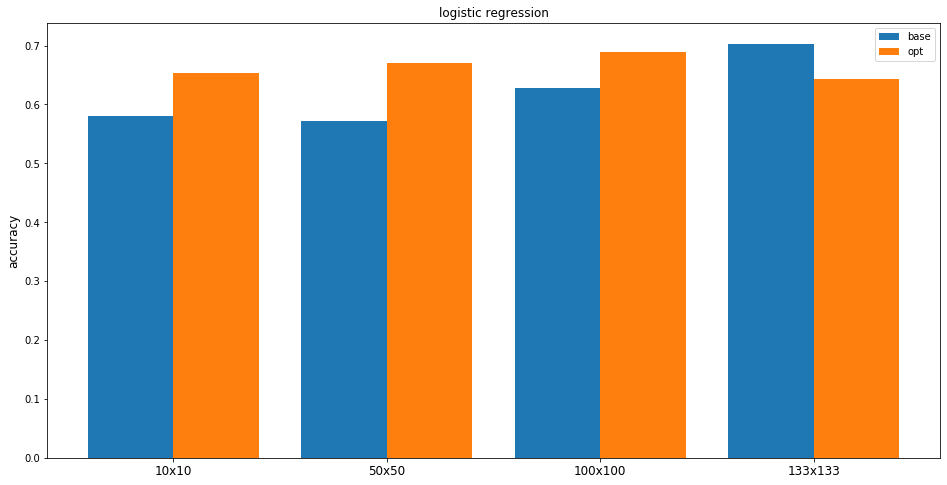 logistic regression
base
opt
accuracy
0.7
0.6
0.5
0.4
0.3
0.2
0.1
0.0
10x10
50x50
100x100
133x133